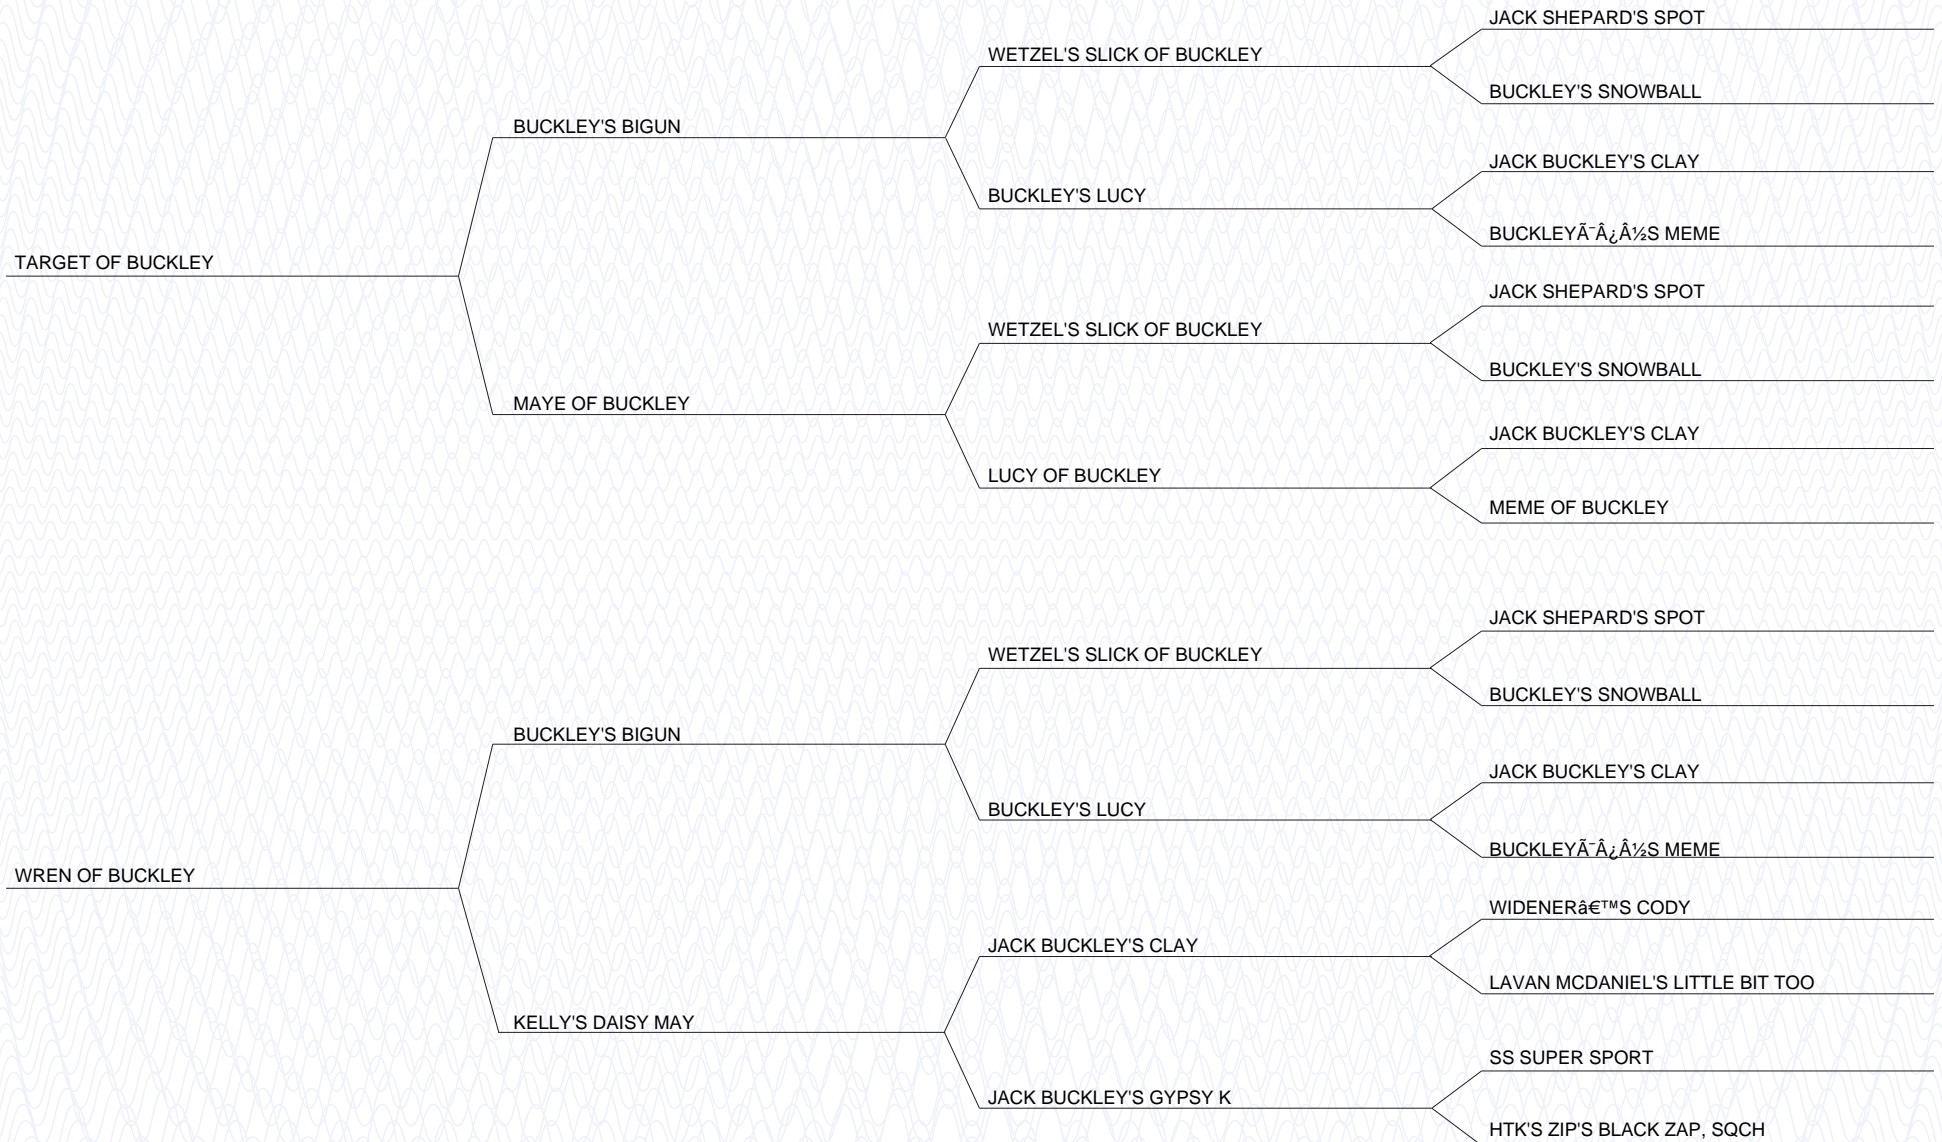 JACK SHEPARD'S SPOT
WETZEL'S SLICK OF BUCKLEY
BUCKLEY'S SNOWBALL
BUCKLEY'S BIGUN
JACK BUCKLEY'S CLAY
BUCKLEY'S LUCY
BUCKLEYÃ¯Â¿Â½S MEME
TARGET OF BUCKLEY
JACK SHEPARD'S SPOT
WETZEL'S SLICK OF BUCKLEY
BUCKLEY'S SNOWBALL
MAYE OF BUCKLEY
JACK BUCKLEY'S CLAY
LUCY OF BUCKLEY
MEME OF BUCKLEY
JACK SHEPARD'S SPOT
WETZEL'S SLICK OF BUCKLEY
BUCKLEY'S SNOWBALL
BUCKLEY'S BIGUN
JACK BUCKLEY'S CLAY
BUCKLEY'S LUCY
BUCKLEYÃ¯Â¿Â½S MEME
WREN OF BUCKLEY
WIDENERâ€™S CODY
JACK BUCKLEY'S CLAY
LAVAN MCDANIEL'S LITTLE BIT TOO
KELLY'S DAISY MAY
SS SUPER SPORT
JACK BUCKLEY'S GYPSY K
HTK'S ZIP'S BLACK ZAP, SQCH